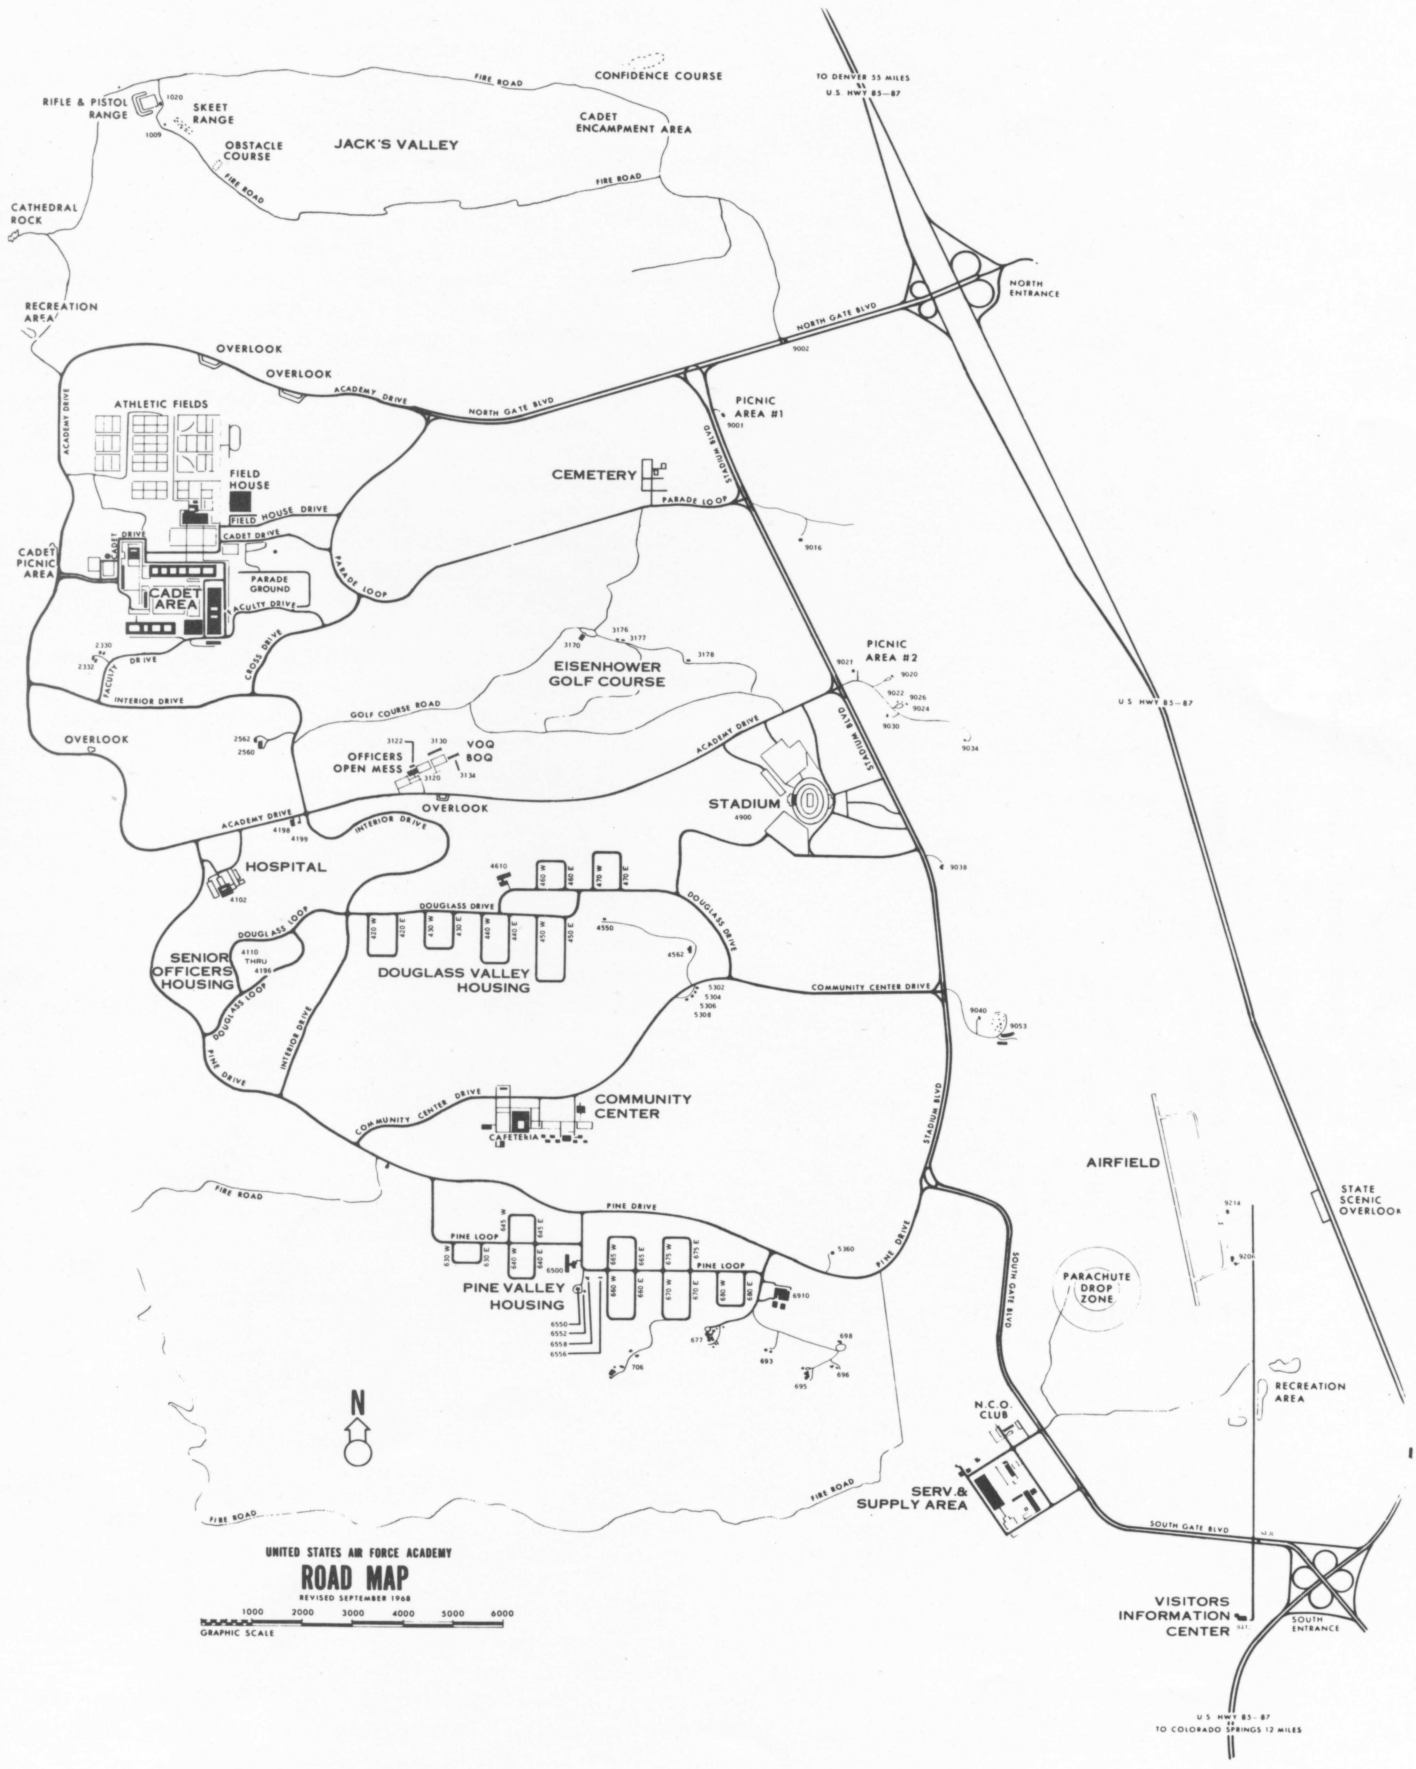 CONFIDENCE COURSE
TO DENVER 55 MILES
U.S. HWY 85-87
FIRE ROAD
RIFLE & PISTOL
RANGE
1020
SKEET
RANGE
1009
CADET
ENCAMPMENT AREA
JACK'S VALLEY
OBSTACLE
COURSE
FIRE ROAD
FIRE ROAD
CATHEDRAL
ROCK
NORTH
ENTRANCE
RECREATION
AREA
NORTH GATE BLVD
9002
OVERLOOK
OVERLOOK
ACADEMY DRIVE
NORTH GATE BLVD
ACADEMY DRIVE
ATHLETIC FIELDS
PICNIC
AREA #1
9001
STADIUM BLVD
FIELD
HOUSE
CEMETERY
PARADE LOOP
FIELD HOUSE DRIVE
CADET DRIVE
CADET DRIVE
9016
CADET
PICNIC
AREA
PARADE LOOP
PARADE
GROUND
CADET
AREA
FACULTY DRIVE
CROSS DRIVE
2330
2332
FACULTY DRIVE
3176
3177
3170
3178
EISENHOWER
GOLF COURSE
PICNIC
AREA #2
9021
9020
9022
9026
9024
9030
9034
U S HWY 85-87
INTERIOR DRIVE
GOLF COURSE ROAD
ACADEMY DRIVE
STADIUM BLVD
OVERLOOK
2562
2560
3122
3130
VOQ
BOQ
OFFICERS
OPEN MESS
3120
3134
OVERLOOK
STADIUM
4900
ACADEMY DRIVE
4198
4199
INTERIOR DRIVE
HOSPITAL
4102
4610
460 W
460 E
470 W
470 E
9038
DOUGLASS DRIVE
DOUGLASS DRIVE
420 W
420 E
430 W
430 E
440 W
440 E
450 W
450 E
4550
DOUGLASS LOOP
4110
THRU
4196
SENIOR
OFFICERS
HOUSING
DOUGLASS LOOP
DOUGLASS VALLEY
HOUSING
4562
5302
5304
5306
5308
COMMUNITY CENTER DRIVE
9040
9053
INTERIOR DRIVE
PINE DRIVE
COMMUNITY CENTER DRIVE
COMMUNITY
CENTER
CAFETERIA
STADIUM BLVD
AIRFIELD
STATE
SCENIC
OVERLOOK
9214
9206
FIRE ROAD
PINE DRIVE
PINE DRIVE
5360
PINE LOOP
645 W
645 E
630 W
630 E
640 W
640 E
6500
665 W
665 E
675 W
675 E
PINE LOOP
660 W
660 E
670 W
670 E
680 W
680 E
6910
PINE VALLEY
HOUSING
6550
6552
6558
6556
677
706
693
698
695
696
SOUTH GATE BLVD
PARACHUTE
DROP
ZONE
RECREATION
AREA
N.C.O.
CLUB
SERV. &
SUPPLY AREA
N
FIRE ROAD
FIRE ROAD
SOUTH GATE BLVD
UNITED STATES AIR FORCE ACADEMY
ROAD MAP
REVISED SEPTEMBER 1968
1000 2000 3000 4000 5000 6000
GRAPHIC SCALE
VISITORS
INFORMATION
CENTER
SOUTH
ENTRANCE
U S HWY 85-87
TO COLORADO SPRINGS 12 MILES